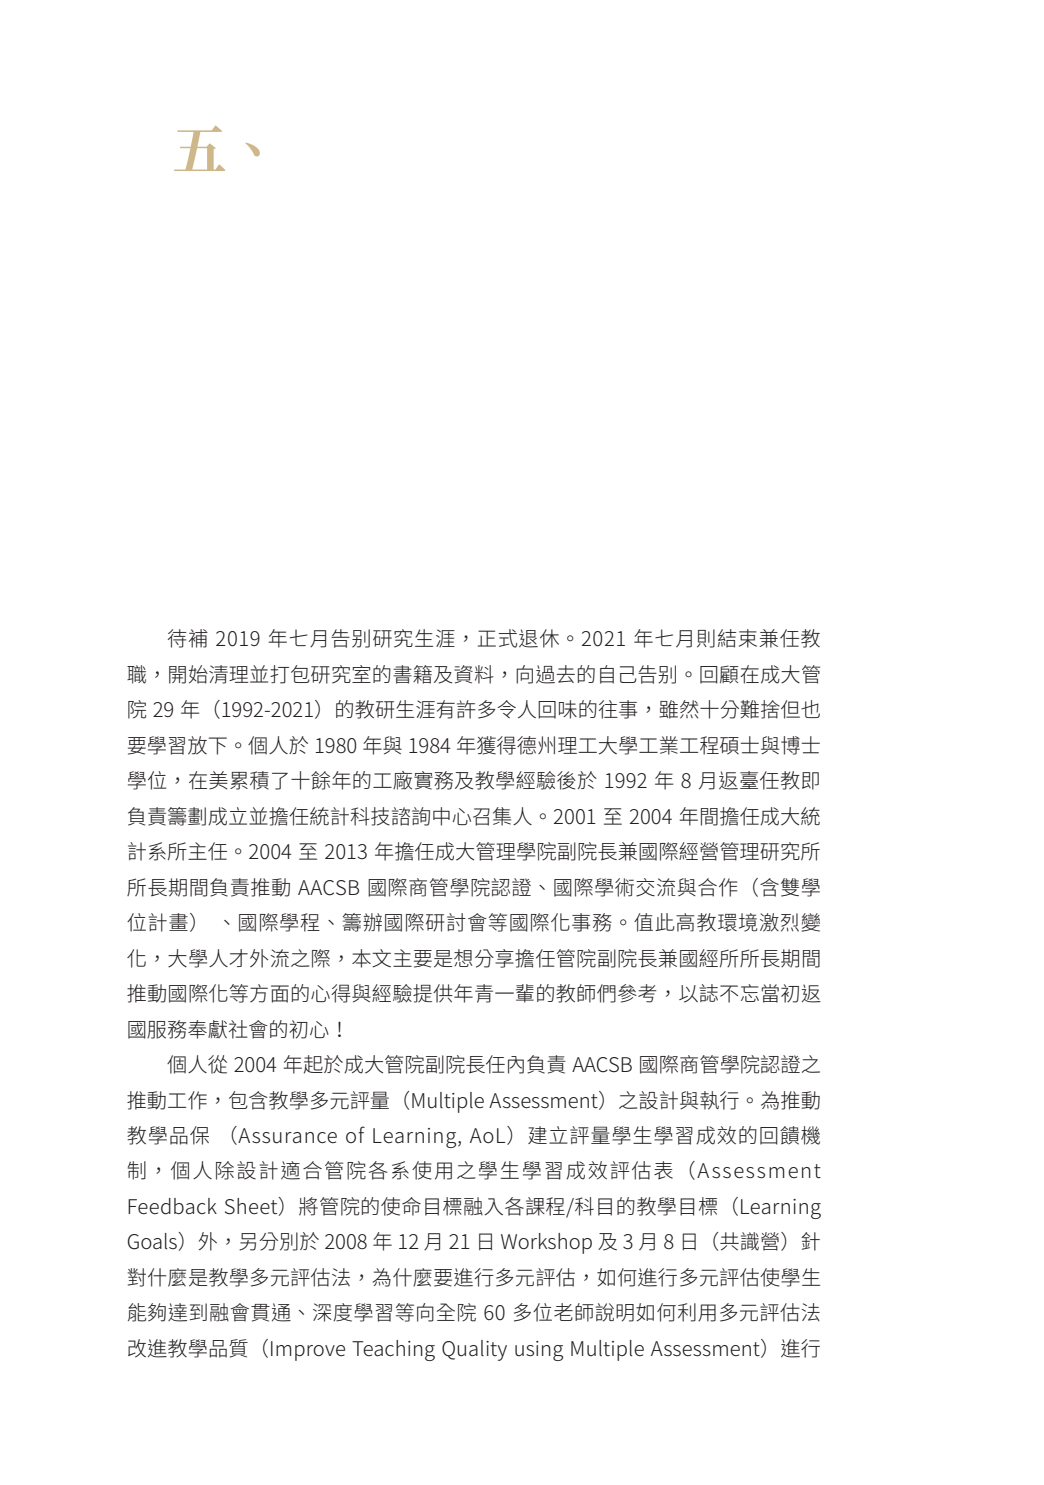 五、
待補 2019 年七月告别研究生涯，正式退休。2021 年七月則結束兼任教
職，開始清理並打包研究室的書籍及資料，向過去的自己告別。回顧在成大管
院 29 年（1992-2021）的教研生涯有許多令人回味的往事，雖然十分難捨但也
要學習放下。個人於 1980 年與 1984 年獲得德州理工大學工業工程碩士與博士
學位，在美累積了十餘年的工廠實務及教學經驗後於 1992 年 8 月返臺任教即
負責籌劃成立並擔任統計科技諮詢中心召集人。2001 至 2004 年間擔任成大統
計系所主任。2004 至 2013 年擔任成大管理學院副院長兼國際經營管理研究所
所長期間負責推動 AACSB 國際商管學院認證、國際學術交流與合作（含雙學
位計畫） 、國際學程、籌辦國際研討會等國際化事務。值此高教環境激烈變
化，大學人才外流之際，本文主要是想分享擔任管院副院長兼國經所所長期間
推動國際化等方面的心得與經驗提供年青一輩的教師們參考，以誌不忘當初返
國服務奉獻社會的初心！
個人從 2004 年起於成大管院副院長任內負責 AACSB 國際商管學院認證之
推動工作，包含教學多元評量（Multiple Assessment）之設計與執行。為推動
教學品保 （Assurance of Learning, AoL）建立評量學生學習成效的回饋機
制，個人除設計適合管院各系使用之學生學習成效評估表（Assessment
Feedback Sheet）將管院的使命目標融入各課程/科目的教學目標（Learning
Goals）外，另分別於 2008 年 12 月 21 日 Workshop 及 3 月 8 日（共識營）針
對什麼是教學多元評估法，為什麼要進行多元評估，如何進行多元評估使學生
能夠達到融會貫通、深度學習等向全院 60 多位老師說明如何利用多元評估法
改進教學品質（Improve Teaching Quality using Multiple Assessment）進行